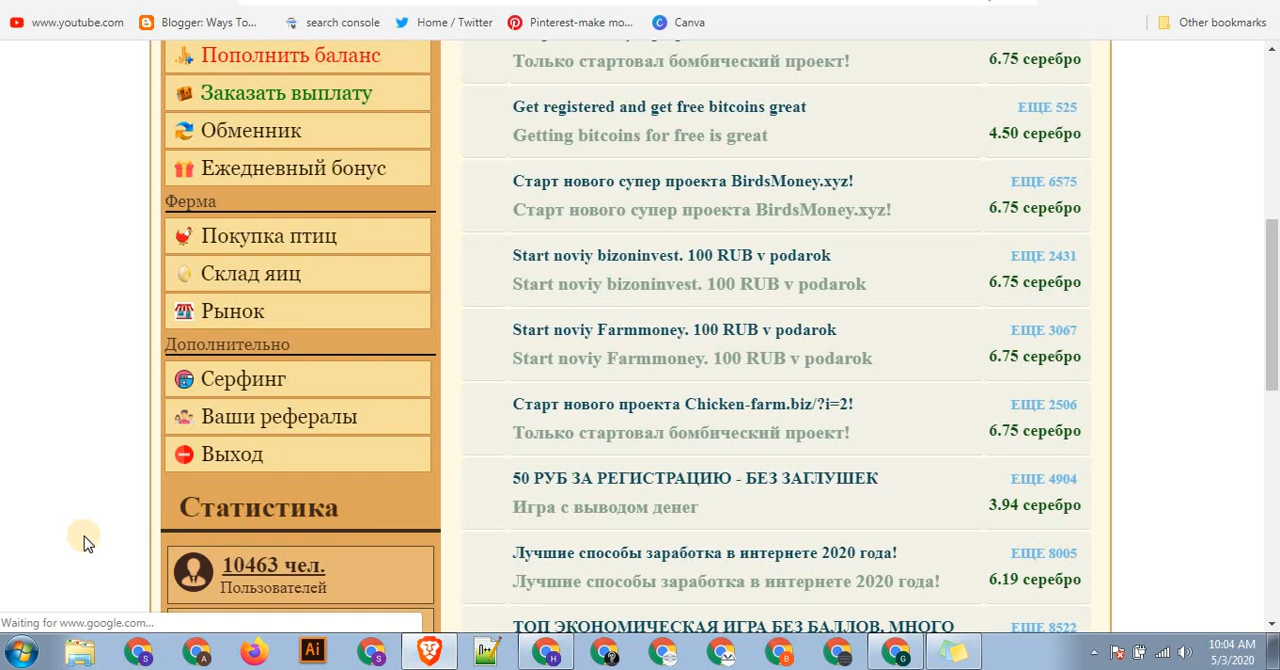 www.youtube.com
Blogger: Ways To...
search console
Home / Twitter
Pinterest-make mo...
Canva
Other bookmarks
Пополнить баланс
Заказать выплату
Обменник
Ежедневный бонус
Ферма
Покупка птиц
Склад яиц
Рынок
Дополнительно
Серфинг
Ваши рефералы
Выход
Статистика
10463 чел.
Пользователей
Только стартовал бомбический проект!
6.75 серебро
Get registered and get free bitcoins great
ЕЩЕ 525
Getting bitcoins for free is great
4.50 серебро
Старт нового супер проекта BirdsMoney.xyz!
ЕЩЕ 6575
Старт нового супер проекта BirdsMoney.xyz!
6.75 серебро
Start noviy bizoninvest. 100 RUB v podarok
ЕЩЕ 2431
Start noviy bizoninvest. 100 RUB v podarok
6.75 серебро
Start noviy Farmmoney. 100 RUB v podarok
ЕЩЕ 3067
Start noviy Farmmoney. 100 RUB v podarok
6.75 серебро
Старт нового проекта Chicken-farm.biz/?i=2!
ЕЩЕ 2506
Только стартовал бомбический проект!
6.75 серебро
50 РУБ ЗА РЕГИСТРАЦИЮ - БЕЗ ЗАГЛУШЕК
ЕЩЕ 4904
Игра с выводом денег
3.94 серебро
Лучшие способы заработка в интернете 2020 года!
ЕЩЕ 8005
Лучшие способы заработка в интернете 2020 года!
6.19 серебро
ТОП ЭКОНОМИЧЕСКАЯ ИГРА БЕЗ БАЛЛОВ, МНОГО
ЕЩЕ 8522
Waiting for www.google.com...
10:04 AM
5/3/2020